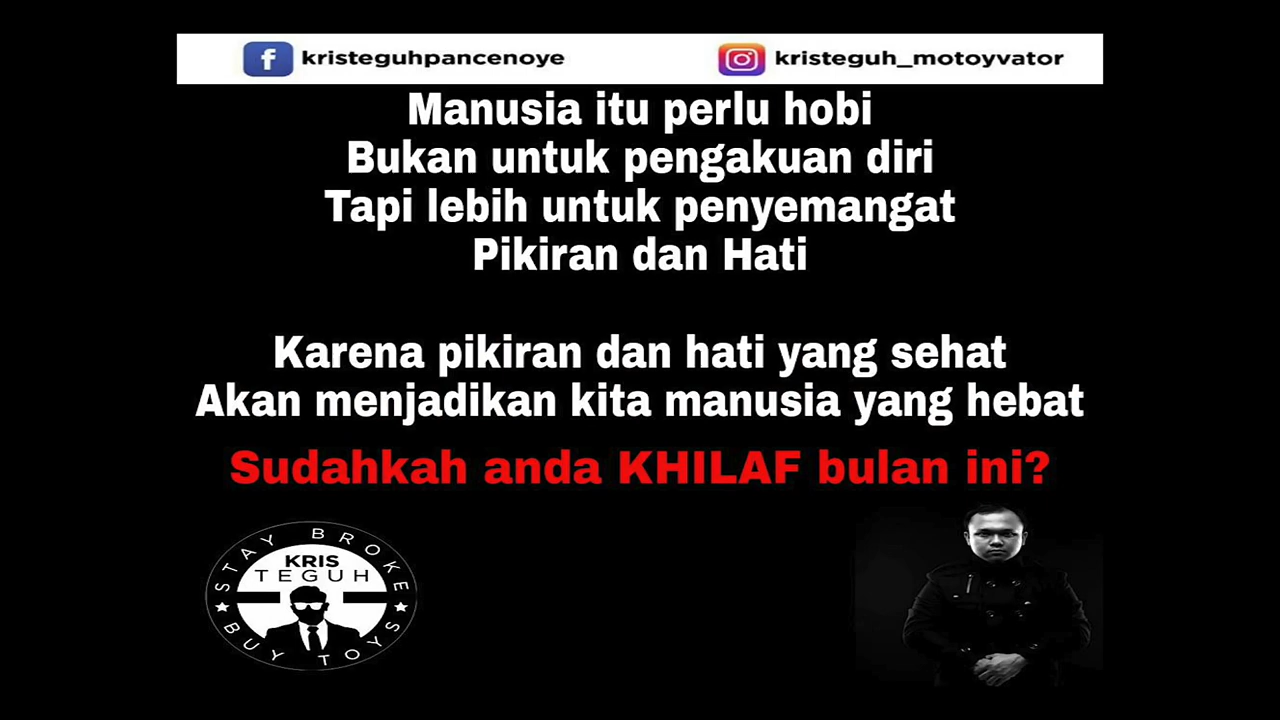 kristeguhpancenoye
kristeguh_motoyvator
Manusia itu perlu hobi
Bukan untuk pengakuan diri
Tapi lebih untuk penyemangat
Pikiran dan Hati
Karena pikiran dan hati yang sehat
Akan menjadikan kita manusia yang hebat
Sudahkah anda KHILAF bulan ini?
STAY BROKE
KRIS
TEGUH
BUY TOYS